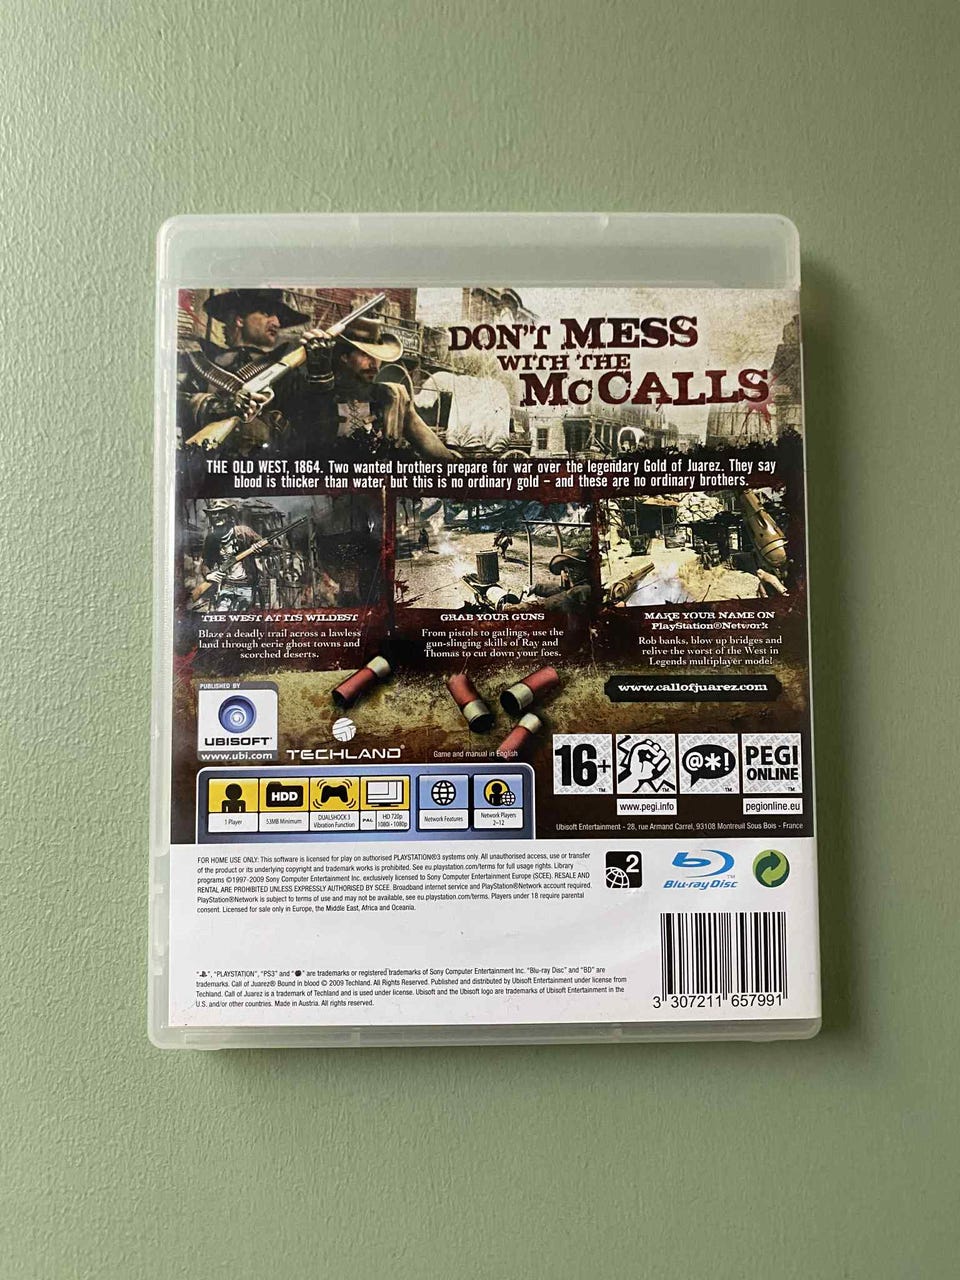 DON'T MESS
WITH THE
McCALLS
THE OLD WEST, 1864. Two wanted brothers prepare for war over the legendary Gold of Juarez. They say
blood is thicker than water, but this is no ordinary gold – and these are no ordinary brothers.
THE WEST AT ITS WILDEST
Blaze a deadly trail across a lawless
land through eerie ghost towns and
scorched deserts.
GRAB YOUR GUNS
From pistols to gatlings, use the
gun-slinging skills of Ray and
Thomas to cut down your foes.
MAKE YOUR NAME ON
PlayStation®Network
Rob banks, blow up bridges and
relive the worst of the West in
Legends multiplayer mode!
www.callofjuarez.com
PUBLISHED BY
UBISOFT
www.ubi.com
TECHLAND
Game and manual in English
16+™
™
@*!
™
PEGI
ONLINE
™
www.pegi.info
pegionline.eu
HDD
1 Player
53MB Minimum
DUALSHOCK 3
Vibration Function
PAL
HD 720p
1080i • 1080p
Network Features
Network Players
2–12
Ubisoft Entertainment - 28, rue Armand Carrel, 93108 Montreuil Sous Bois - France
FOR HOME USE ONLY: This software is licensed for play on authorised PLAYSTATION®3 systems only. All unauthorised access, use or transfer
of the product or its underlying copyright and trademark works is prohibited. See eu.playstation.com/terms for full usage rights. Library
programs ©1997-2009 Sony Computer Entertainment Inc. exclusively licensed to Sony Computer Entertainment Europe (SCEE). RESALE AND
RENTAL ARE PROHIBITED UNLESS EXPRESSLY AUTHORISED BY SCEE. Broadband internet service and PlayStation®Network account required.
PlayStation®Network is subject to terms of use and may not be available, see eu.playstation.com/terms. Players under 18 require parental
consent. Licensed for sale only in Europe, the Middle East, Africa and Oceania.
2
Blu-ray Disc™
", "PLAYSTATION", "PS3" and " " are trademarks or registered trademarks of Sony Computer Entertainment Inc. "Blu-ray Disc" and "BD" are
trademarks. Call of Juarez® Bound in blood © 2009 Techland. All Rights Reserved. Published and distributed by Ubisoft Entertainment under license from
Techland. Call of Juarez is a trademark of Techland and is used under license. Ubisoft and the Ubisoft logo are trademarks of Ubisoft Entertainment in the
U.S. and/or other countries. Made in Austria. All rights reserved.
3 307211 657991